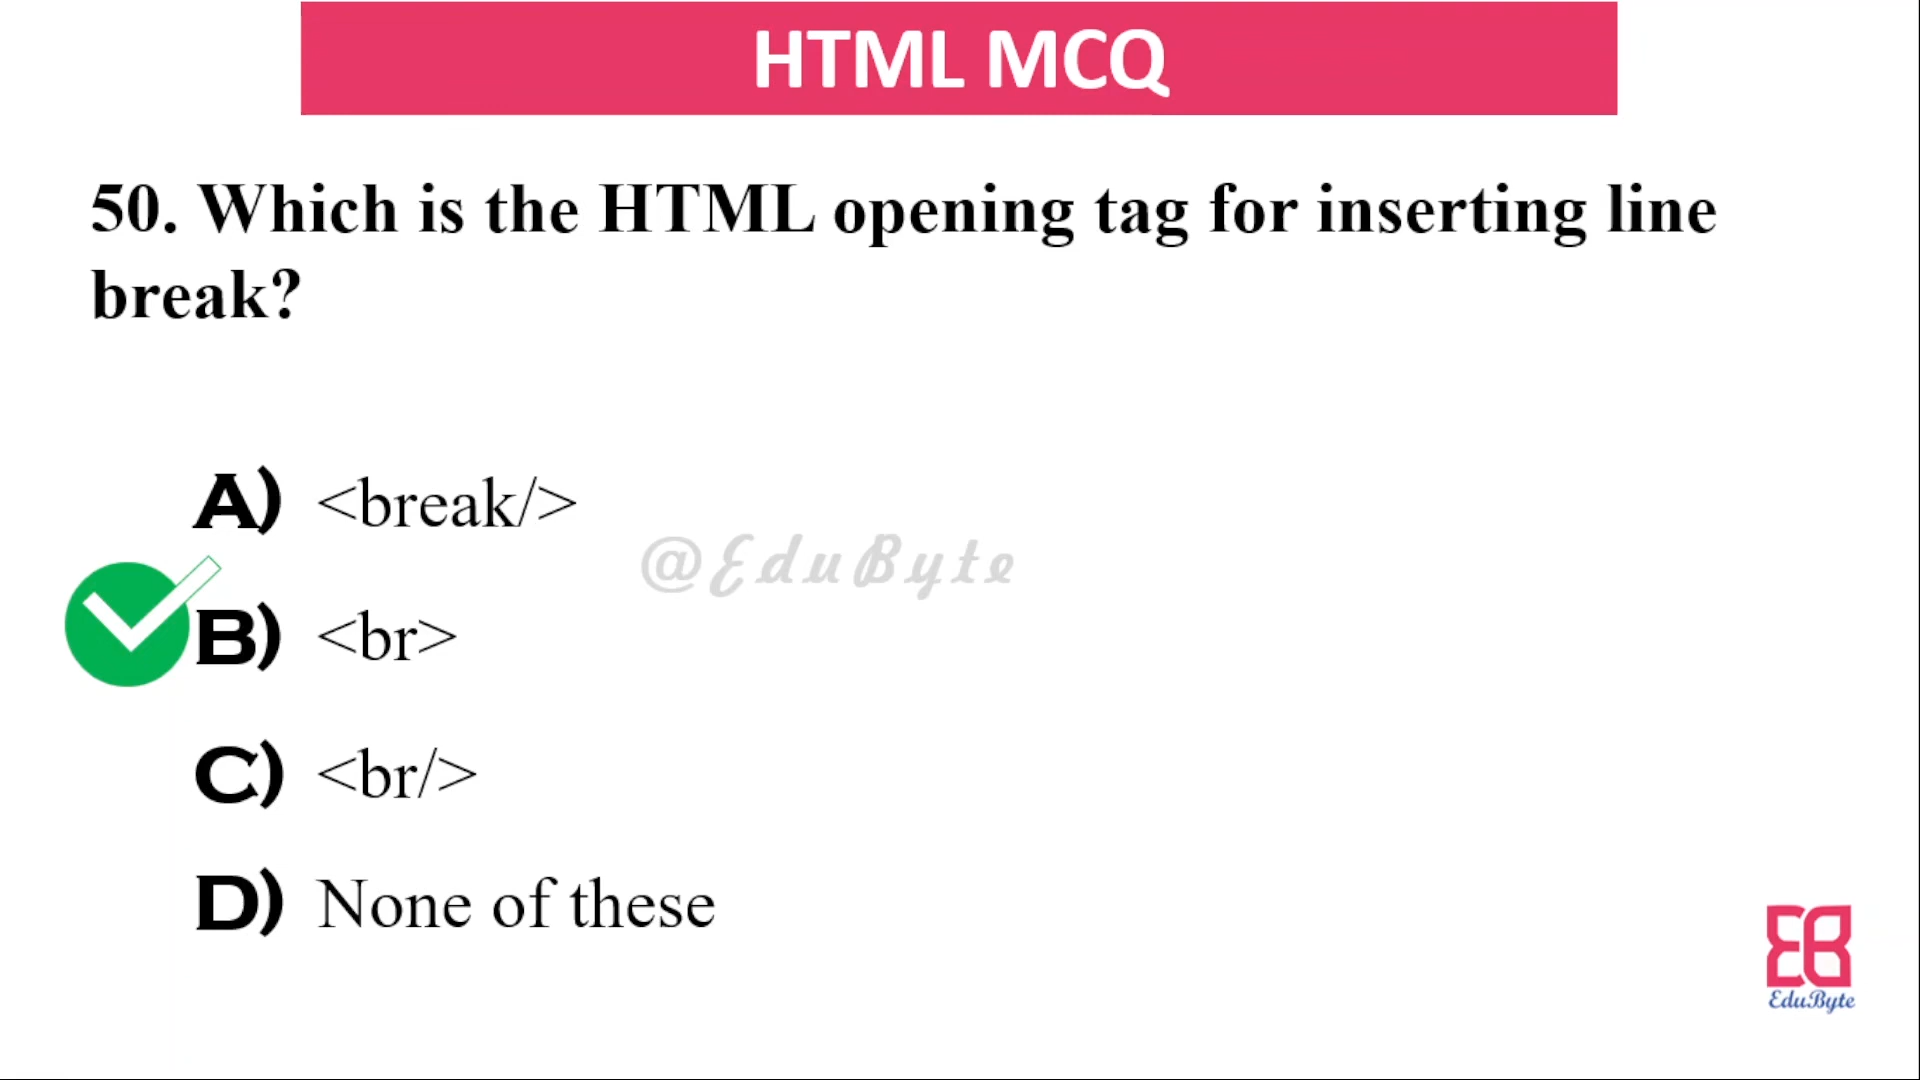 HTML MCQ
50. Which is the HTML opening tag for inserting line
break?
A) <break/>
@EduByte
B) <br>
C) <br/>
D) None of these
EB
EduByte